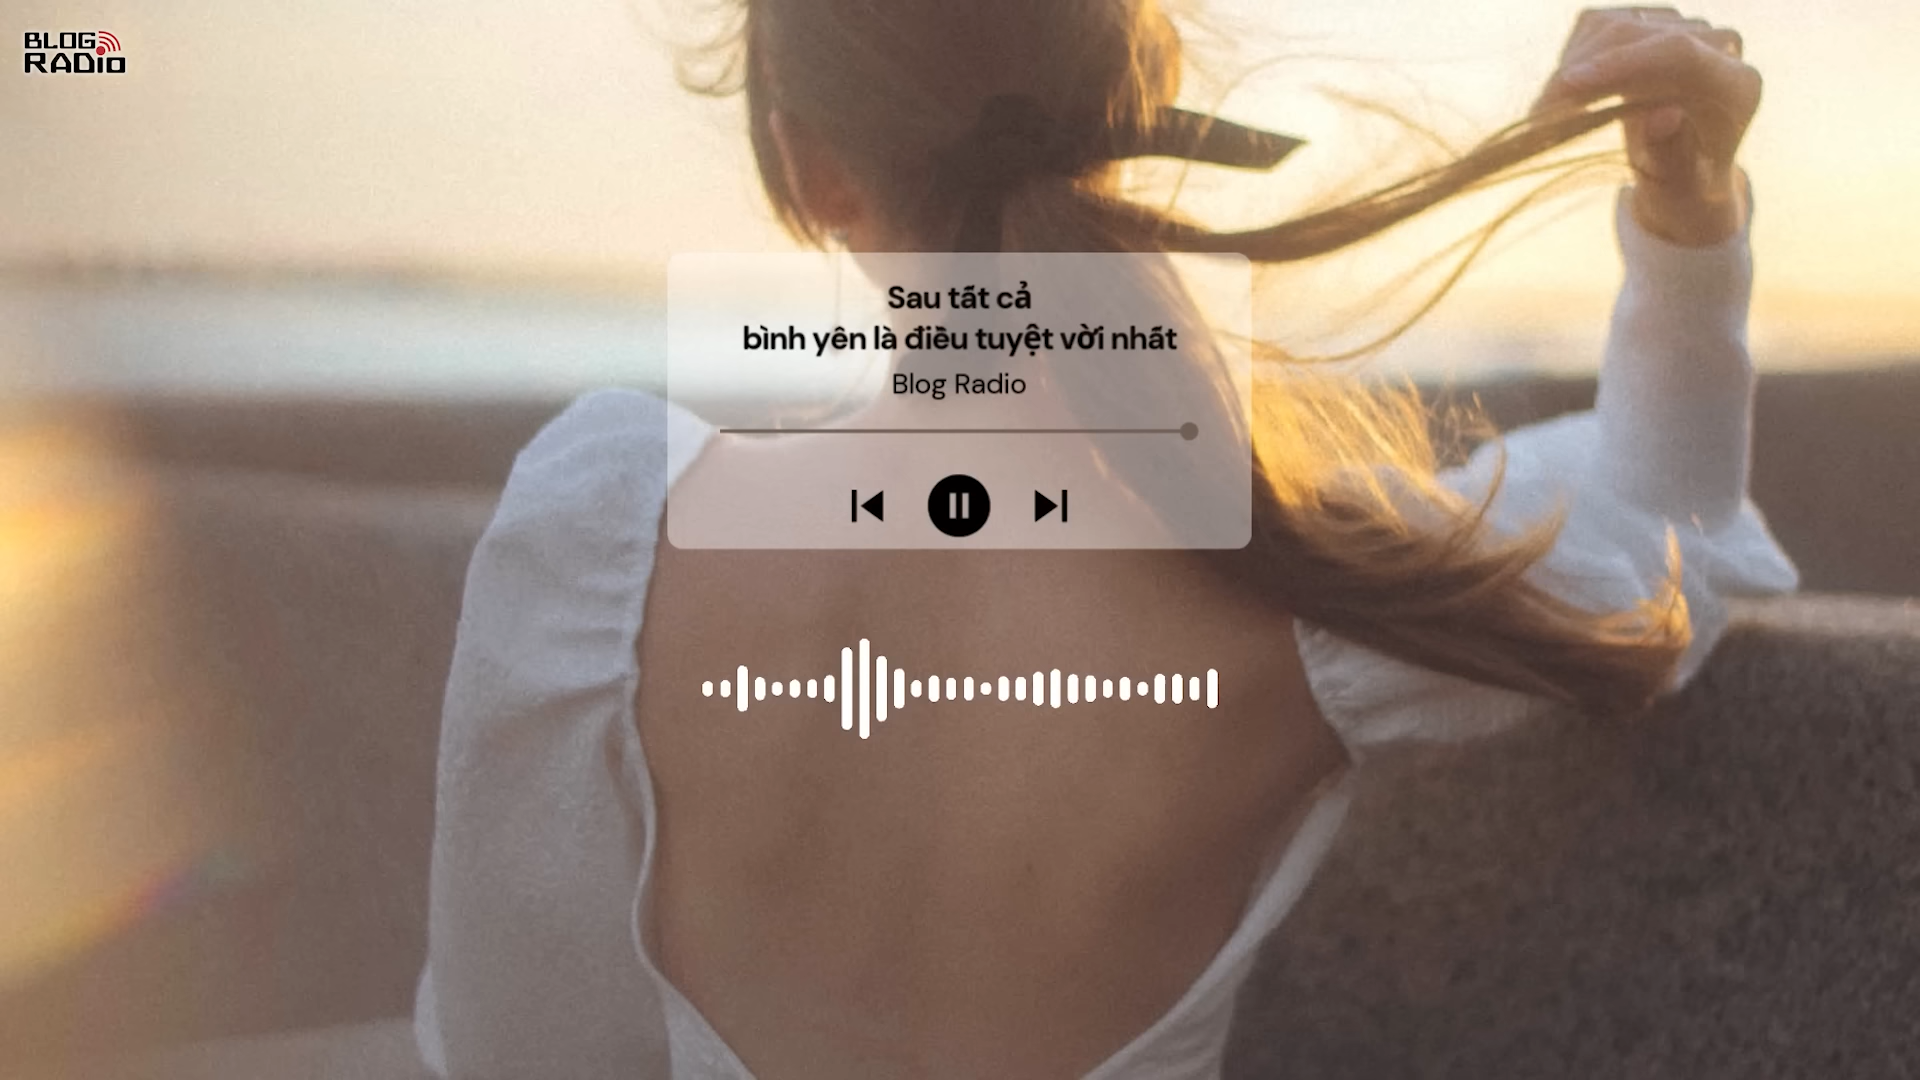 BLOG
RADIO
Sau tất cả
bình yên là điều tuyệt vời nhất
Blog Radio